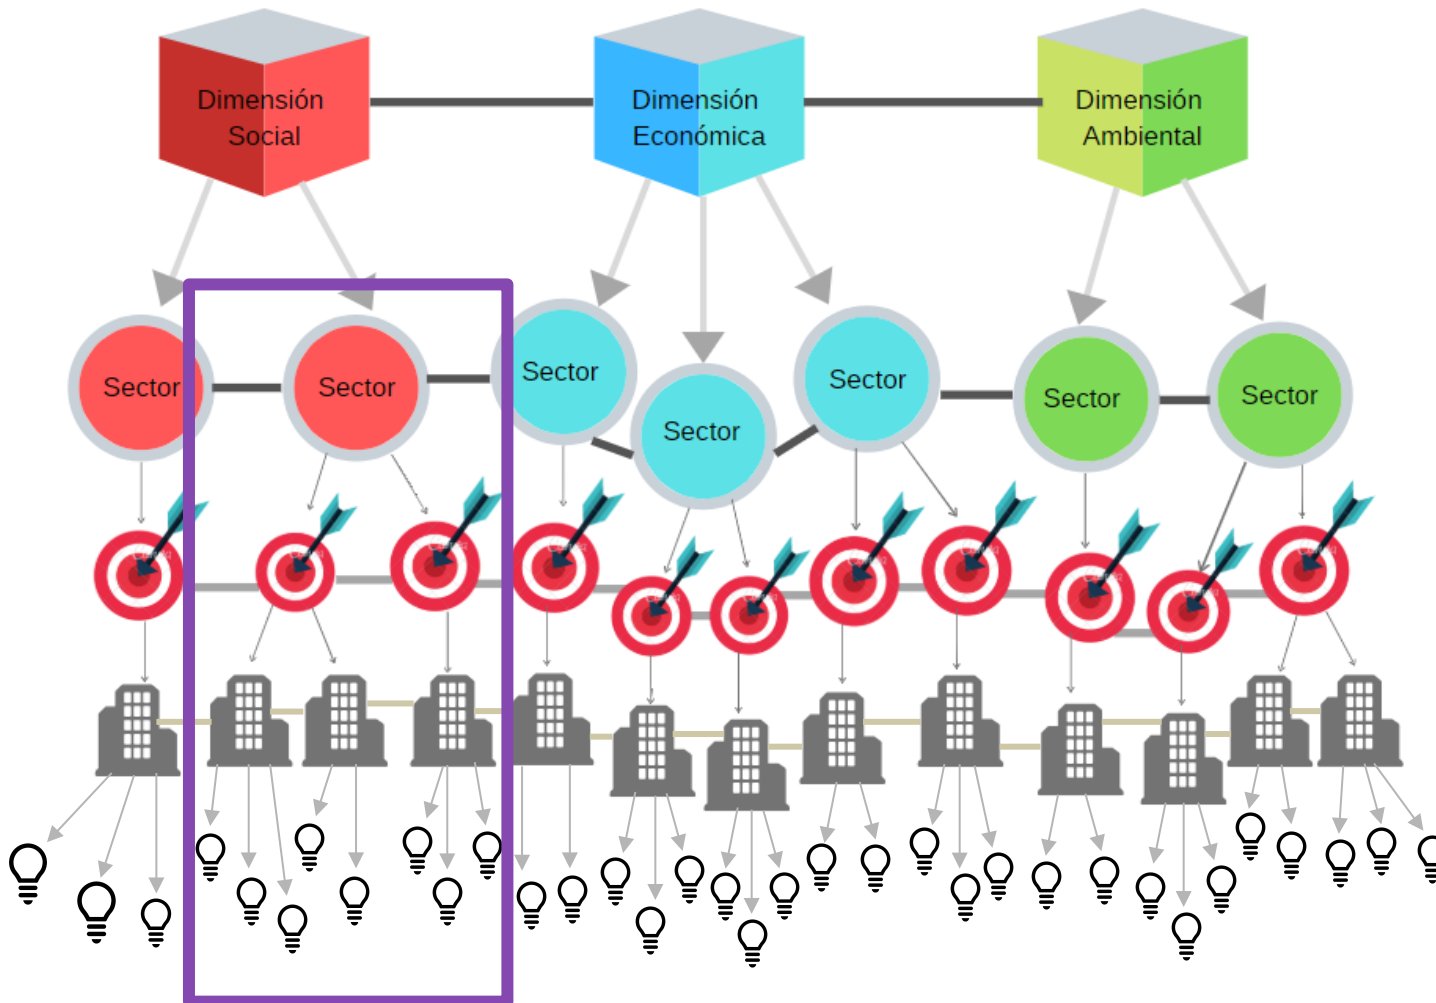 Dimensión
Social
Dimensión
Económica
Dimensión
Ambiental
Sector
Sector
Sector
Sector
Sector
Sector
Sector